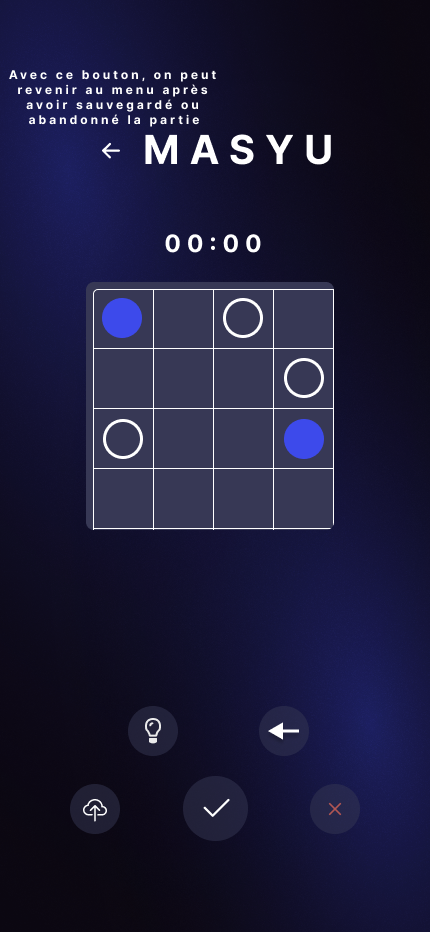 Avec ce bouton, on peut
revenir au menu après
avoir sauvegardé ou
abandonné la partie
MASYU
00:00